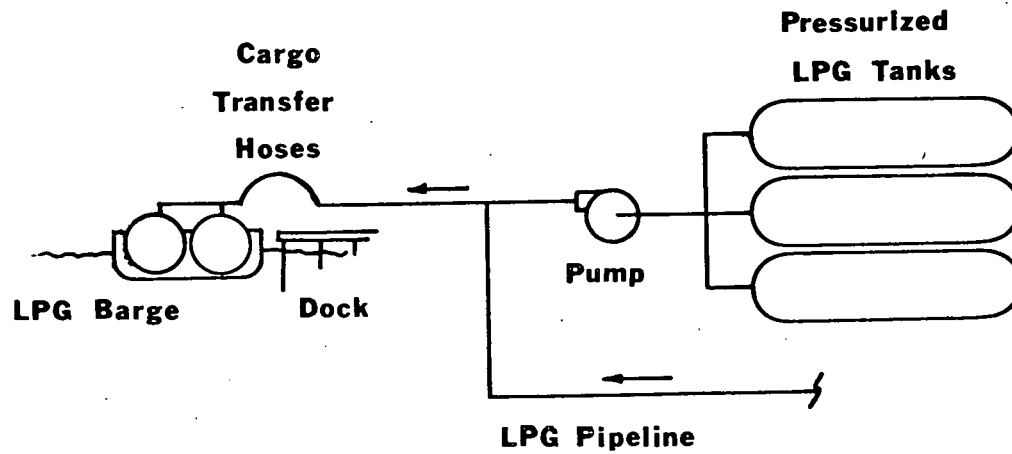 Pressurized
LPG Tanks
Cargo
Transfer
Hoses
Pump
LPG Barge
Dock
LPG Pipeline